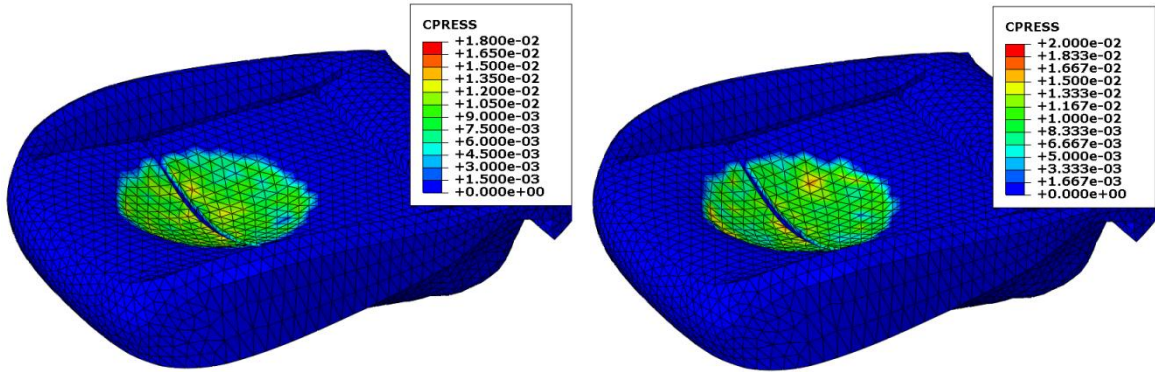 CPRESS
+1.800e-02
+1.650e-02
+1.500e-02
+1.350e-02
+1.200e-02
+1.050e-02
+9.000e-03
+7.500e-03
+6.000e-03
+4.500e-03
+3.000e-03
+1.500e-03
+0.000e+00
CPRESS
+2.000e-02
+1.833e-02
+1.667e-02
+1.500e-02
+1.333e-02
+1.167e-02
+1.000e-02
+8.333e-03
+6.667e-03
+5.000e-03
+3.333e-03
+1.667e-03
+0.000e+00